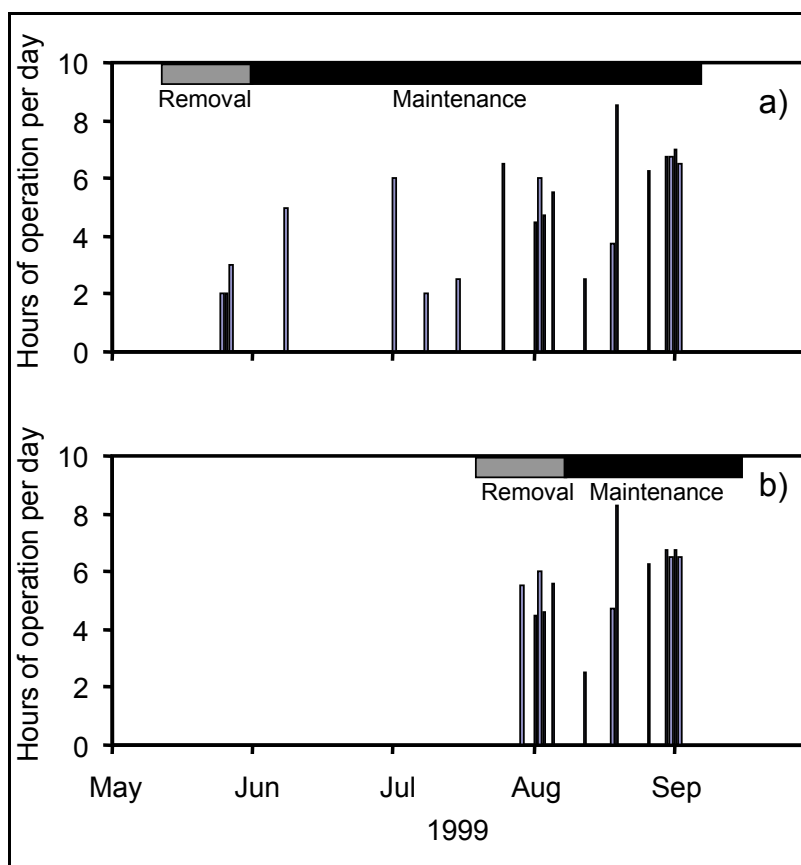 Hours of operation per day
10
8
6
4
2
0
Removal
Maintenance
a)
Hours of operation per day
10
8
6
4
2
0
Removal
Maintenance
b)
May Jun Jul Aug Sep
1999